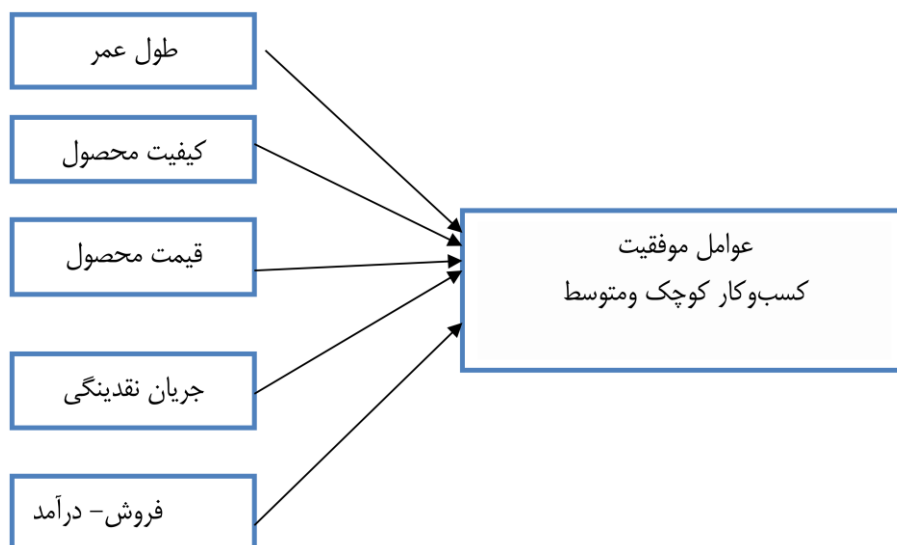 طول عمر
کیفیت محصول
قیمت محصول
جریان نقدینگی
فروش- درآمد
عوامل موفقیت
کسب‌وکار کوچک ومتوسط